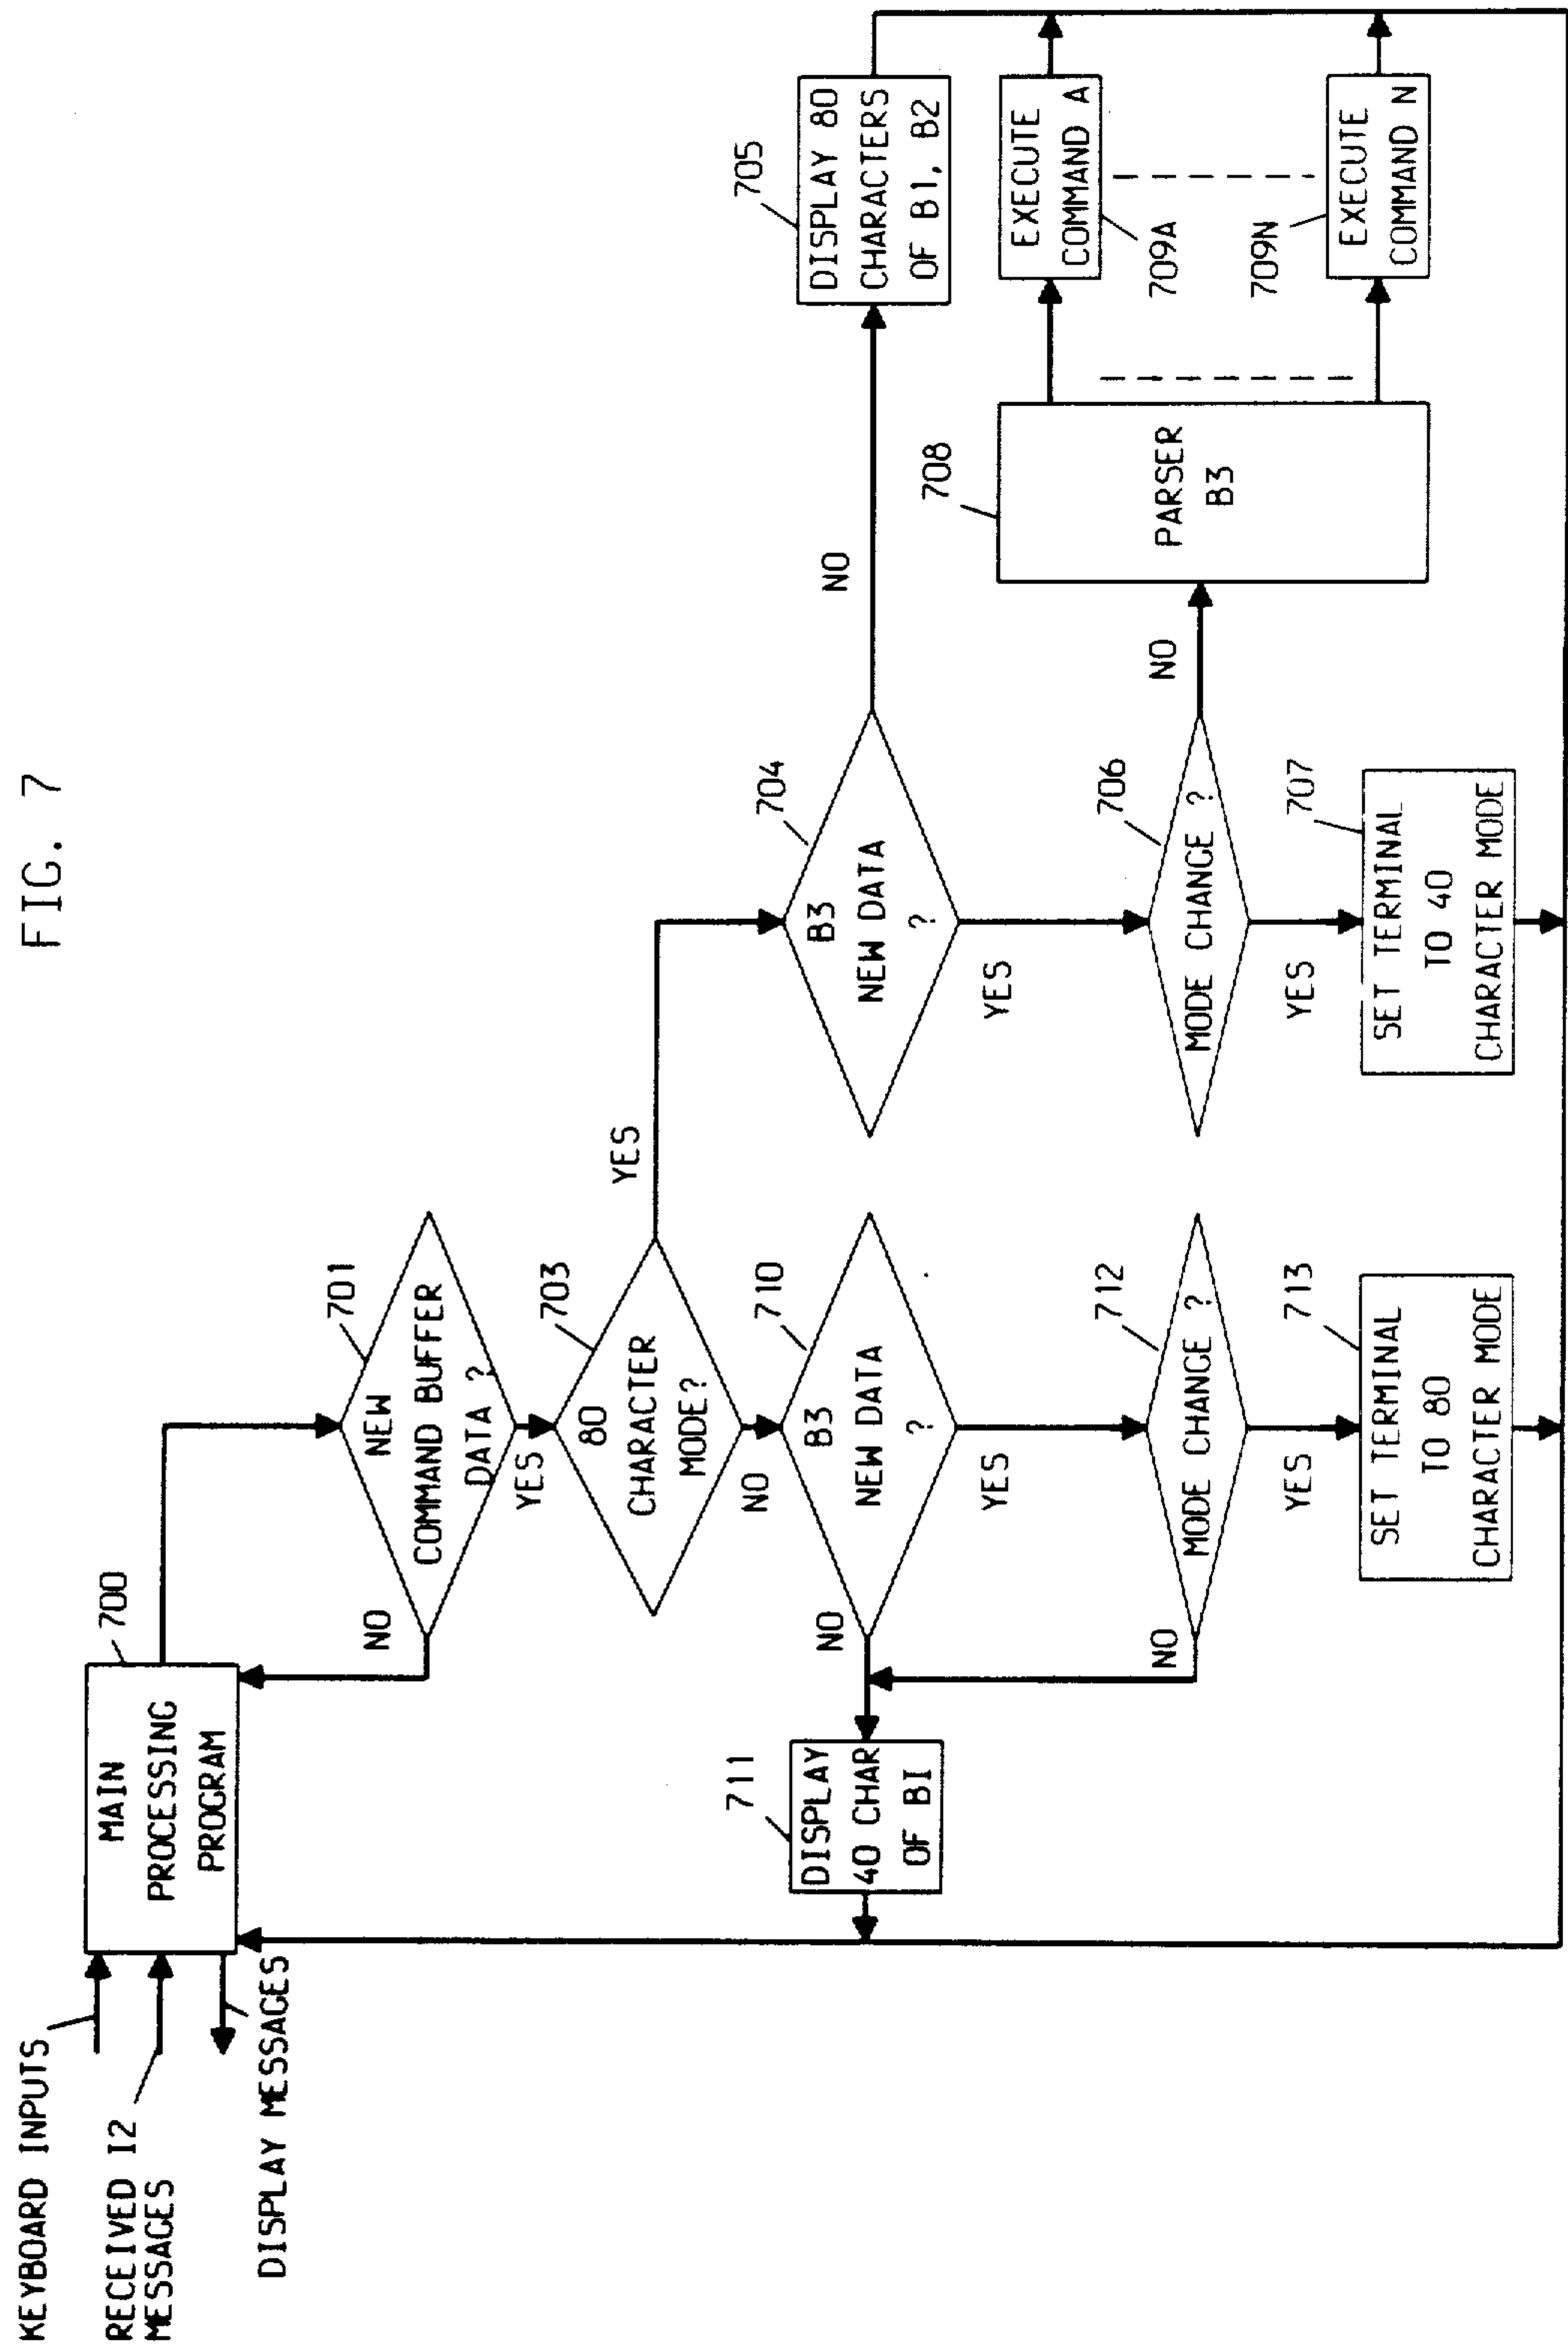 FIG. 7
KEYBOARD INPUTS
RECEIVED I2
MESSAGES
DISPLAY MESSAGES
700
MAIN
PROCESSING
PROGRAM
701
NEW
COMMAND BUFFER
DATA ?
NO
YES
703
80
CHARACTER
MODE?
YES
NO
704
B3
NEW DATA
?
NO
YES
705
DISPLAY 80
CHARACTERS
OF B1, B2
710
B3
NEW DATA
?
NO
YES
711
DISPLAY
40 CHAR
OF BI
706
MODE CHANGE ?
NO
YES
707
SET TERMINAL
TO 40
CHARACTER MODE
708
PARSER
B3
EXECUTE
COMMAND A
709A
709N
EXECUTE
COMMAND N
712
MODE CHANGE ?
NO
YES
713
SET TERMINAL
TO 80
CHARACTER MODE